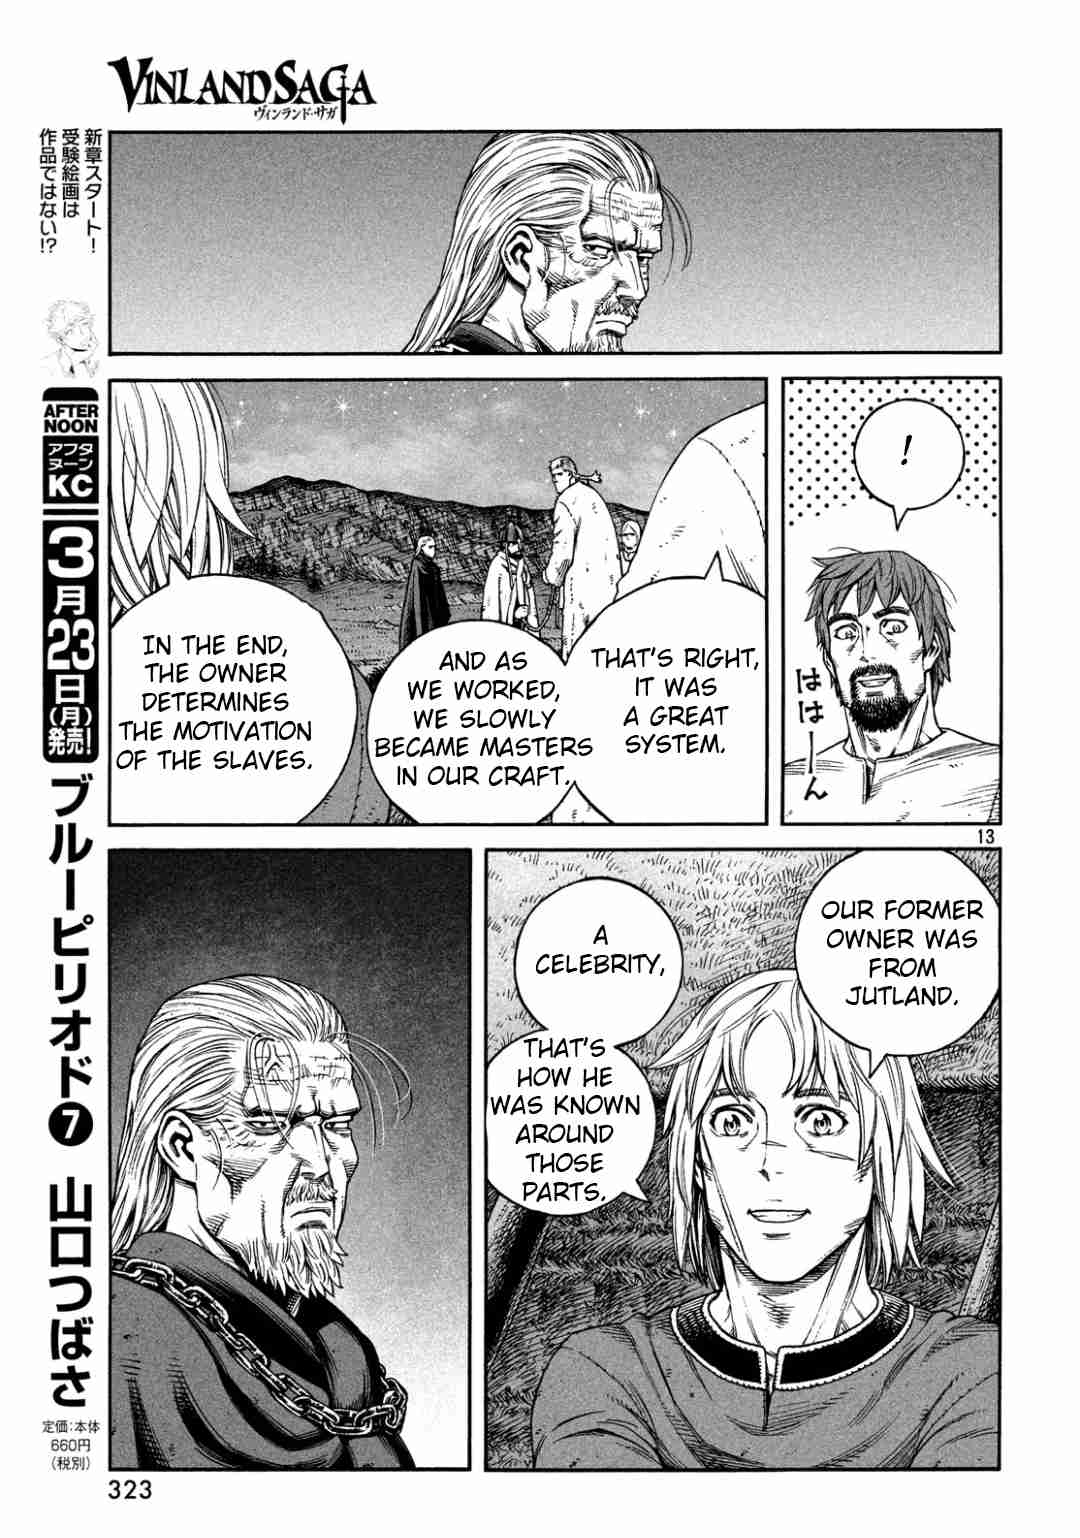 VINLAND SAGA
ヴィンランド・サガ
新章スタート!
受験絵画は
作品ではない!?
AFTER
NOON
アフタ
ヌーン
KC
3
月
23
日
(月)
発売!
ブルーピリオド 7 山口つばさ
定価:本体
660円
(税別)
!
はは
ーん
THAT'S RIGHT,
IT WAS
A GREAT
SYSTEM.
AND AS
WE WORKED,
WE SLOWLY
BECAME MASTERS
IN OUR CRAFT.
IN THE END,
THE OWNER
DETERMINES
THE MOTIVATION
OF THE SLAVES.
13
OUR FORMER
OWNER WAS
FROM
JUTLAND.
A
CELEBRITY,
THAT'S
HOW HE
WAS KNOWN
AROUND
THOSE
PARTS.
323